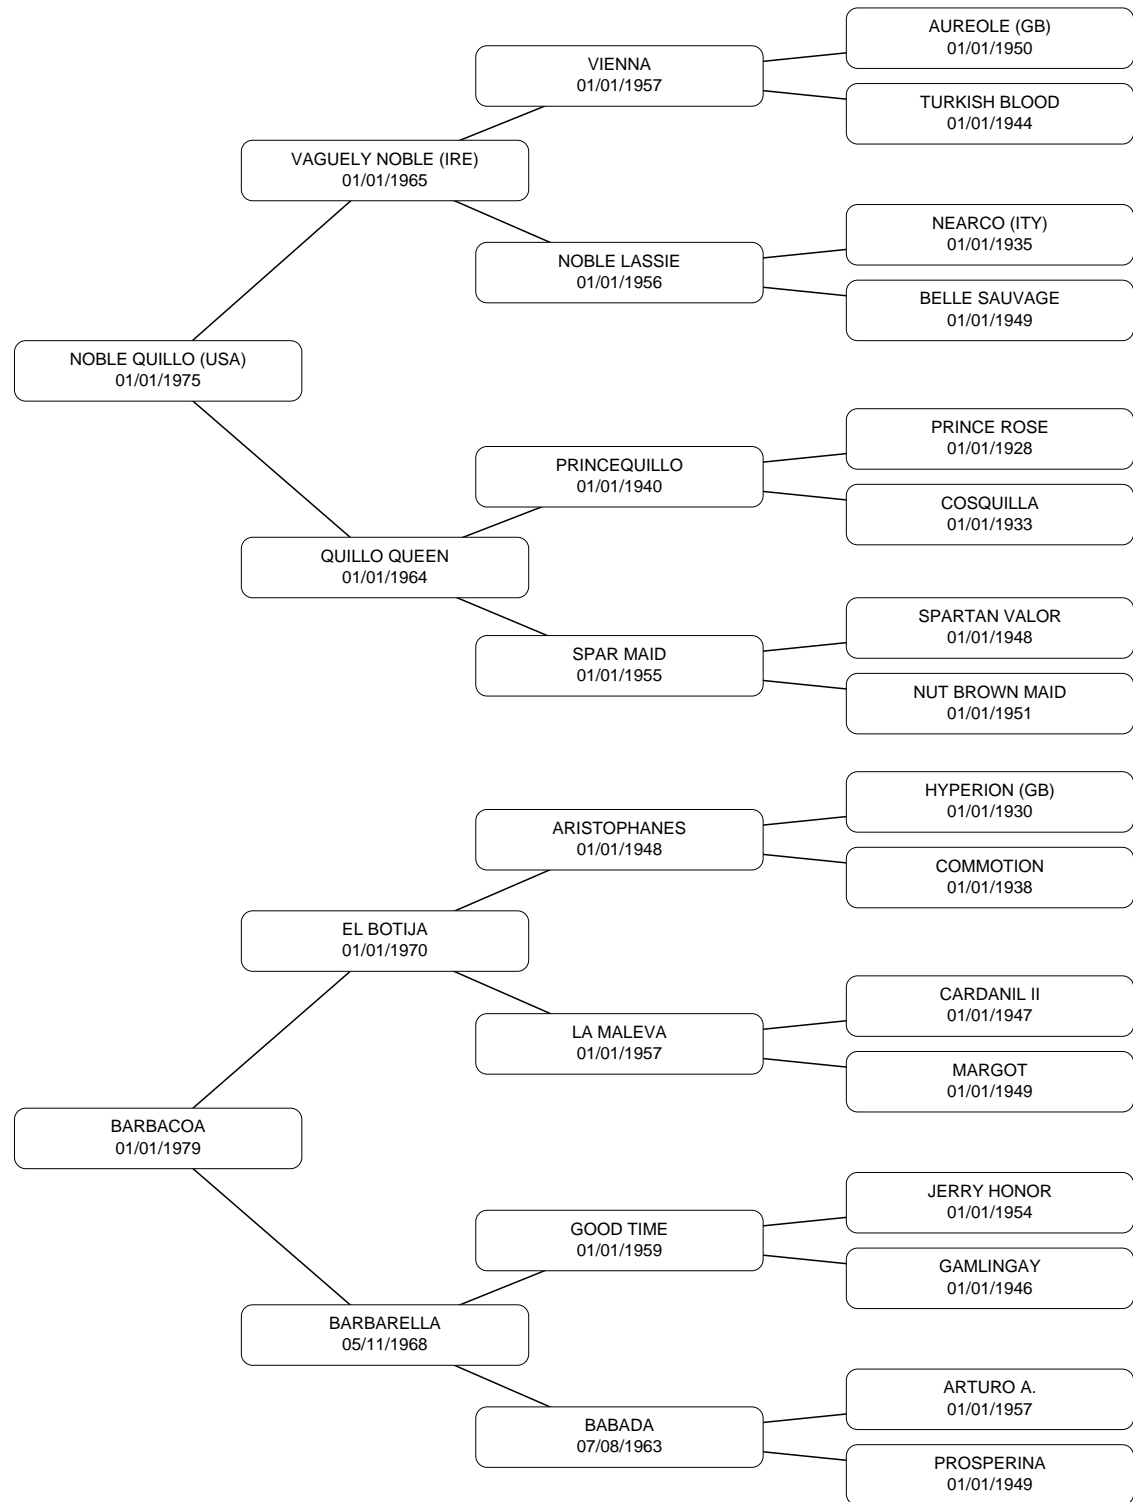 AUREOLE (GB)
01/01/1950
VIENNA
01/01/1957
TURKISH BLOOD
01/01/1944
VAGUELY NOBLE (IRE)
01/01/1965
NEARCO (ITY)
01/01/1935
NOBLE LASSIE
01/01/1956
BELLE SAUVAGE
01/01/1949
NOBLE QUILLO (USA)
01/01/1975
PRINCE ROSE
01/01/1928
PRINCEQUILLO
01/01/1940
COSQUILLA
01/01/1933
QUILLO QUEEN
01/01/1964
SPARTAN VALOR
01/01/1948
SPAR MAID
01/01/1955
NUT BROWN MAID
01/01/1951
HYPERION (GB)
01/01/1930
ARISTOPHANES
01/01/1948
COMMOTION
01/01/1938
EL BOTIJA
01/01/1970
CARDANIL II
01/01/1947
LA MALEVA
01/01/1957
MARGOT
01/01/1949
BARBACOA
01/01/1979
JERRY HONOR
01/01/1954
GOOD TIME
01/01/1959
GAMLINGAY
01/01/1946
BARBARELLA
05/11/1968
ARTURO A.
01/01/1957
BABADA
07/08/1963
PROSPERINA
01/01/1949